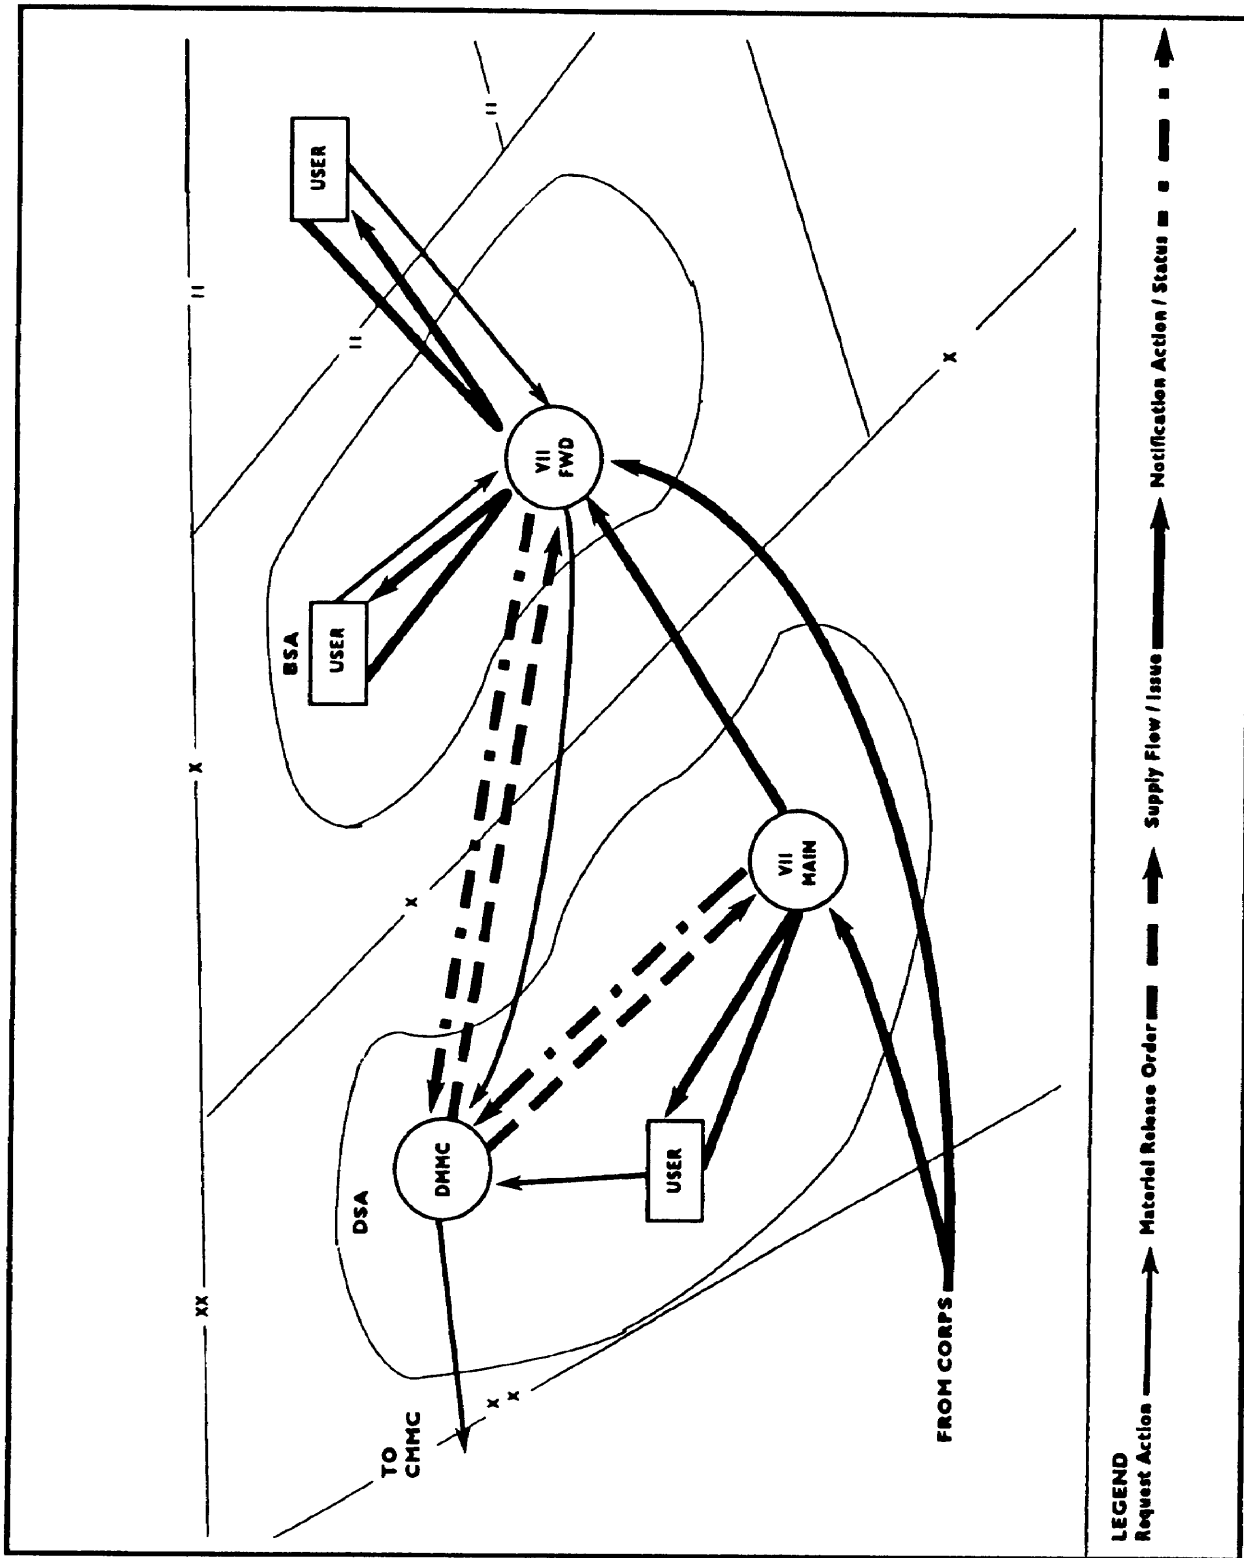 XX
X
II
II
II
X
X
X
X
BSA
USER
USER
VII
FWD
DSA
DMMC
USER
VII
MAIN
TO
CMMC
FROM CORPS
LEGEND
Request Action Materiel Release Order Supply Flow / Issue Notification Action / Status